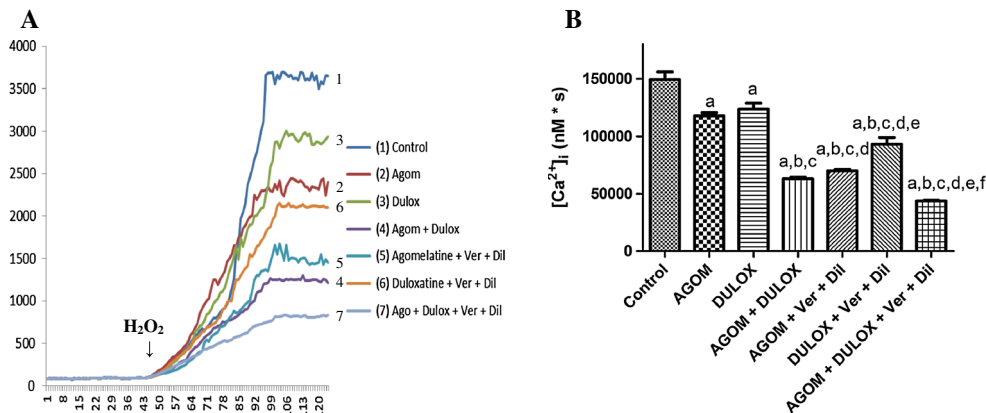 A
4000
3500
3000
2500
2000
1500
1000
500
0
H₂O₂
↓
1
3
2
6
5
4
7
(1) Control
(2) Agom
(3) Dulox
(4) Agom + Dulox
(5) Agomelatine + Ver + Dil
(6) Duloxatine + Ver + Dil
(7) Ago + Dulox + Ver + Dil
1 8 15 22 29 36 43 50 57 64 71 78 85 92 99 106 113 120
B
[Ca²⁺]ᵢ (nM * s)
150000
100000
50000
0
a
a
a,b,c
a,b,c,d
a,b,c,d,e
a,b,c,d,e,f
Control
AGOM
DULOX
AGOM + DULOX
AGOM + Ver + Dil
DULOX + Ver + Dil
AGOM + DULOX + Ver + Dil